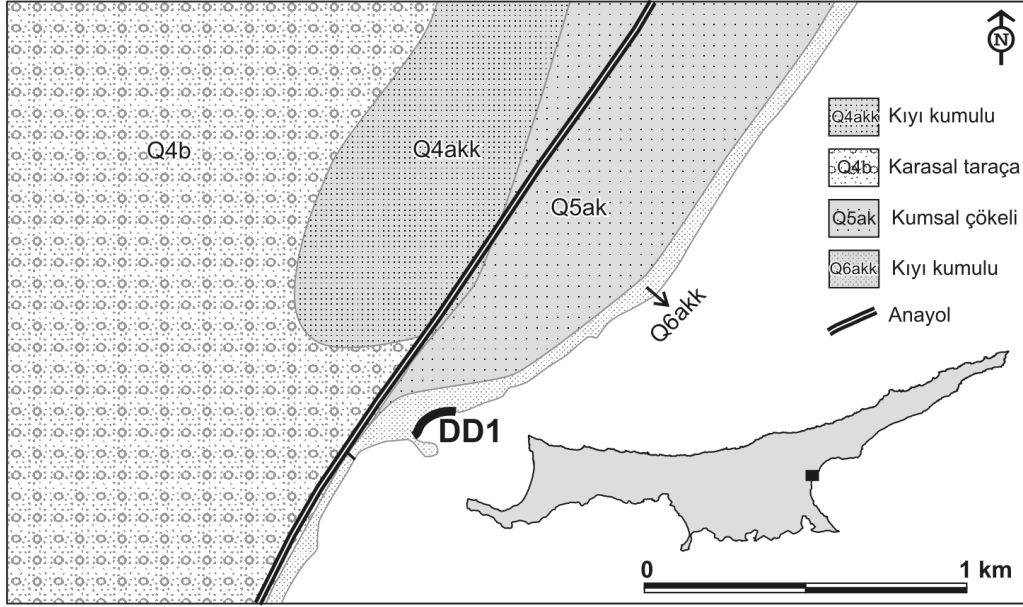 N
Q4b
Q4akk
Q5ak
Q6akk
DD1
Q4akk Kıyı kumulu
Q4b Karasal taraça
Q5ak Kumsal çökeli
Q6akk Kıyı kumulu
Anayol
0 1 km